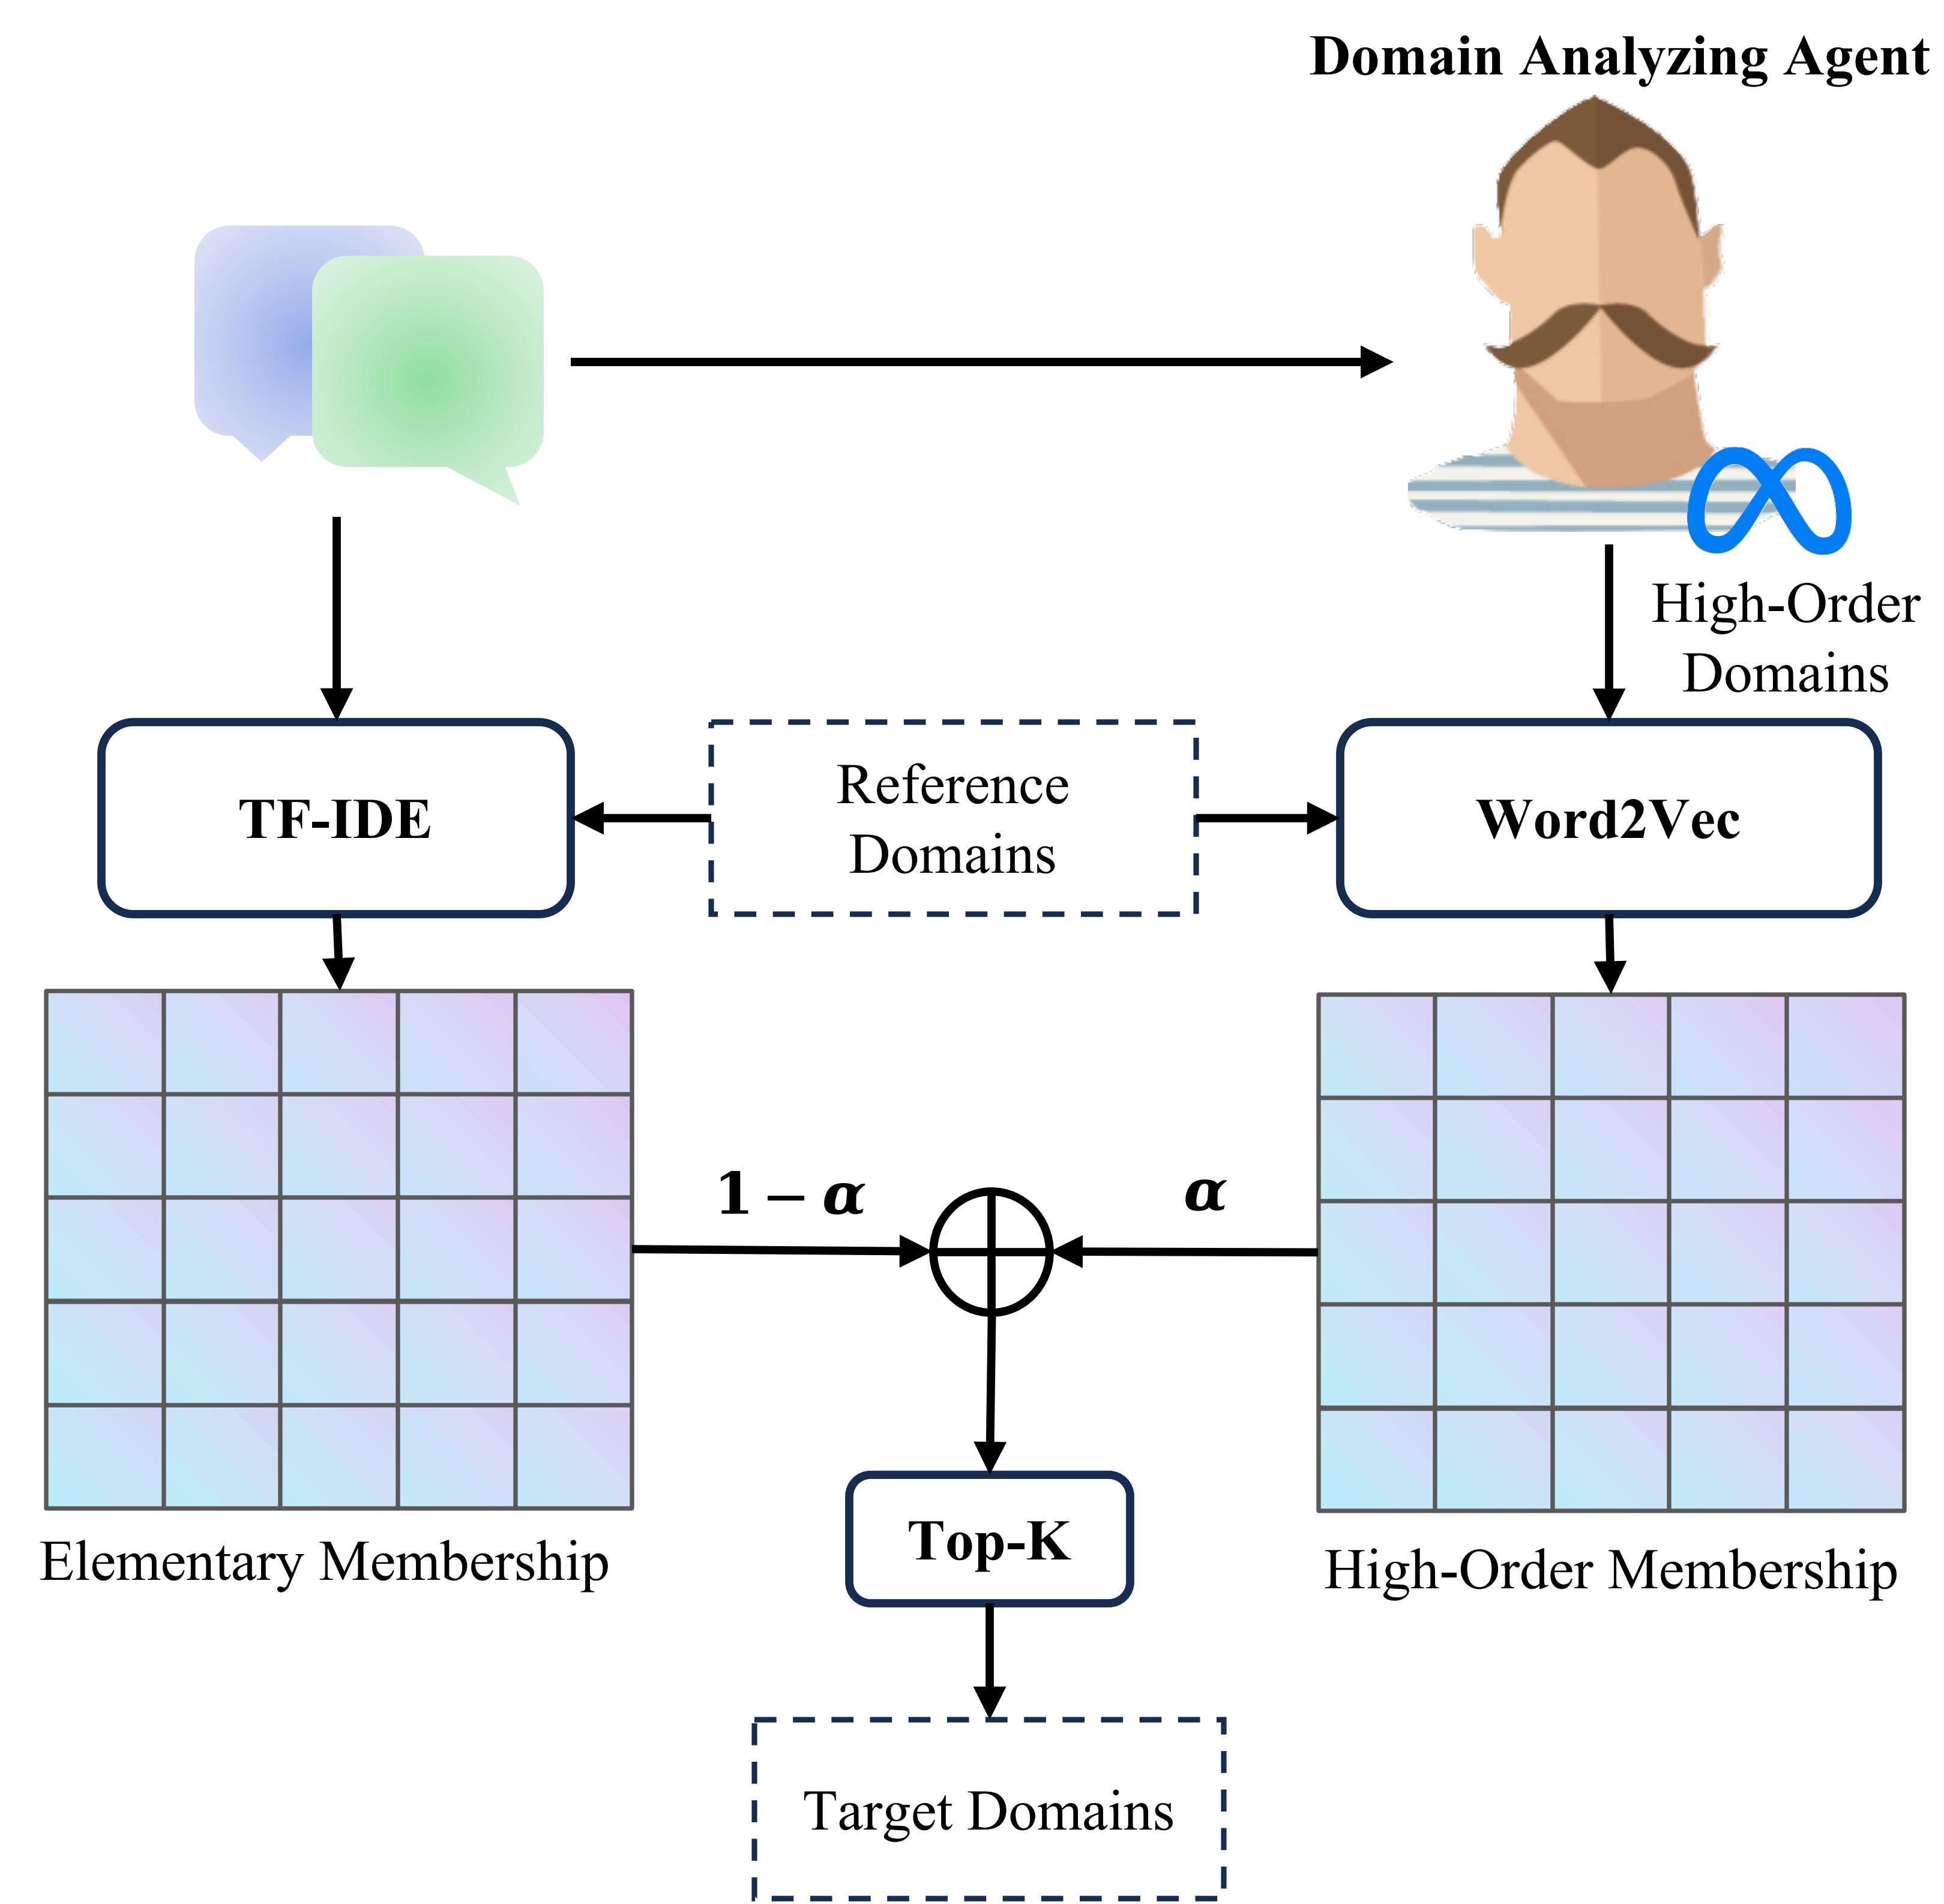 Domain Analyzing Agent
High-Order
Domains
TF-IDE
Reference
Domains
Word2Vec
1 − α
α
Elementary Membership
Top-K
High-Order Membership
Target Domains